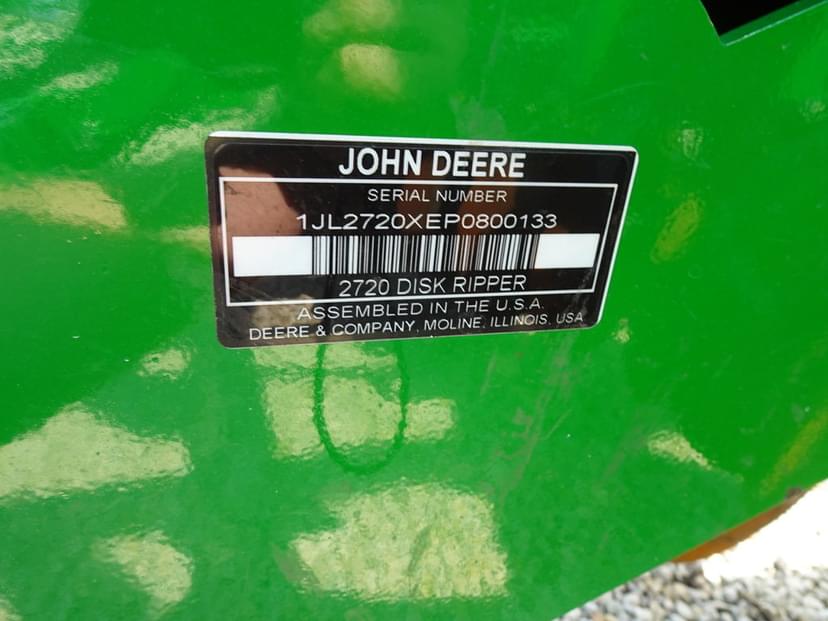 JOHN DEERE
SERIAL NUMBER
1JL2720XEP0800133
2720 DISK RIPPER
ASSEMBLED IN THE U.S.A.
DEERE & COMPANY, MOLINE, ILLINOIS, USA